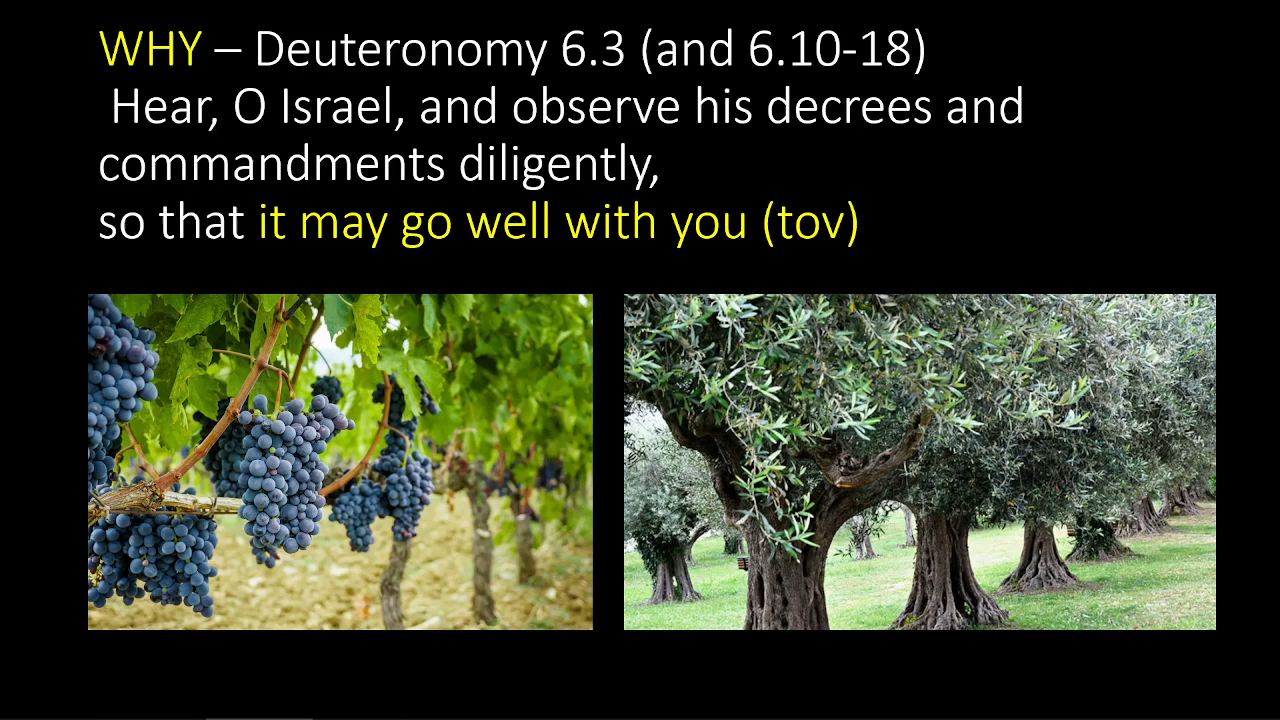 WHY – Deuteronomy 6.3 (and 6.10-18)
Hear, O Israel, and observe his decrees and
commandments diligently,
so that it may go well with you (tov)